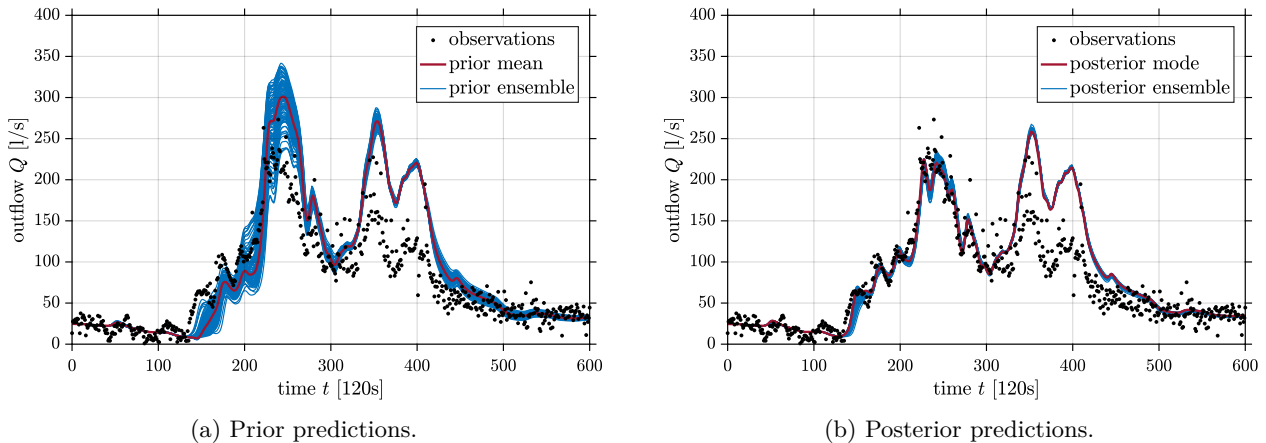 400
350
300
250
200
150
100
50
0
outflow Q [l/s]
observations
prior mean
prior ensemble
0 100 200 300 400 500 600
time t [120s]
(a) Prior predictions.
400
350
300
250
200
150
100
50
0
outflow Q [l/s]
observations
posterior mode
posterior ensemble
0 100 200 300 400 500 600
time t [120s]
(b) Posterior predictions.